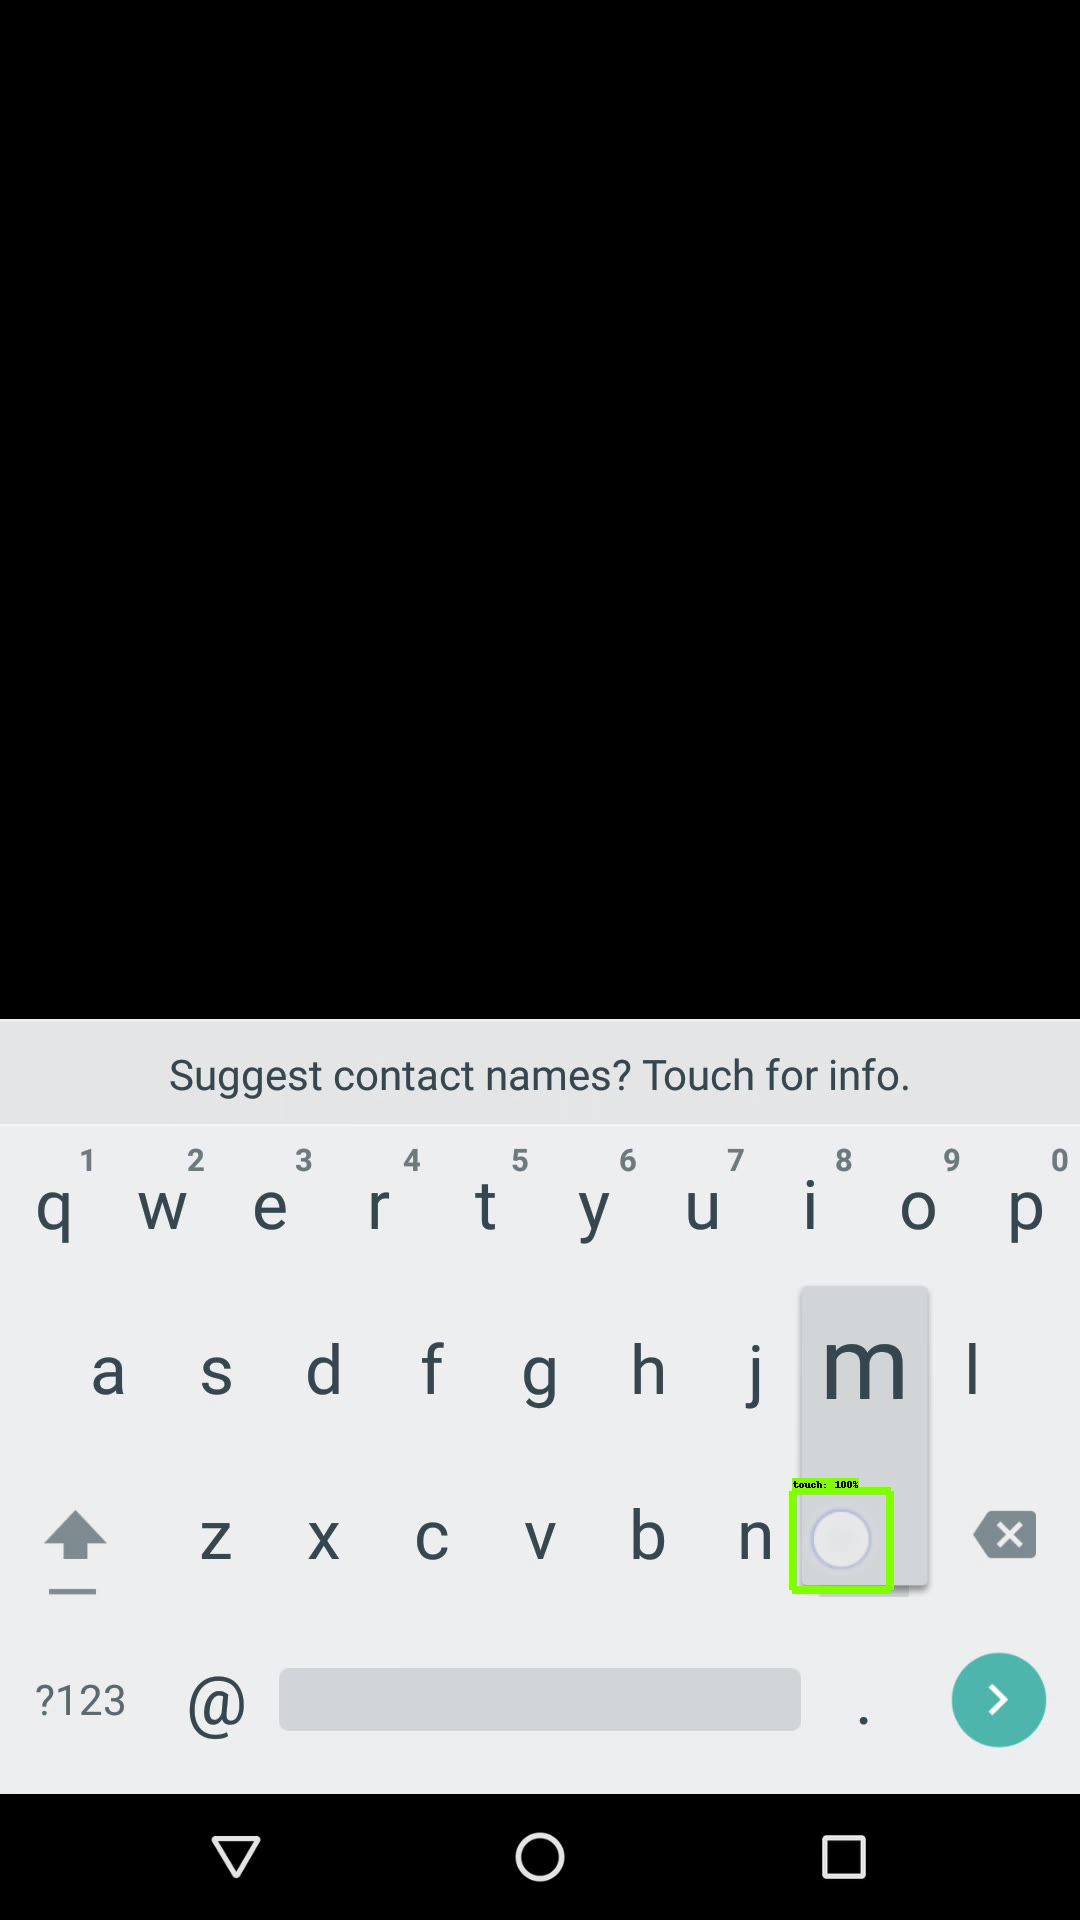 Suggest contact names? Touch for info.
1 2 3 4 5 6 7 8 9 0
q w e r t y u i o p
a s d f g h j m l
touch: 100%
z x c v b n
?123 @ .